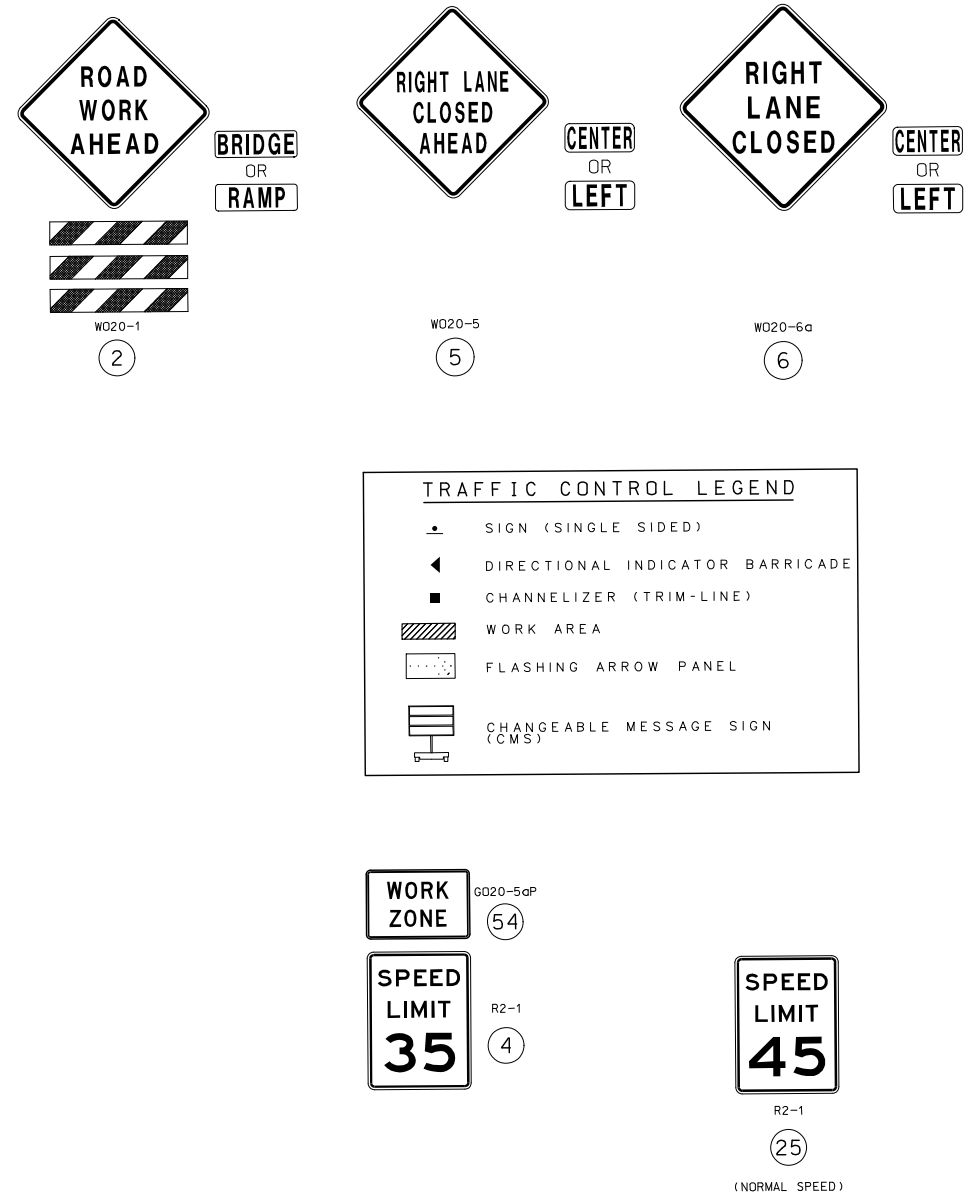 ROAD
WORK
AHEAD
BRIDGE
OR
RAMP
WO20-1
2
RIGHT LANE
CLOSED
AHEAD
CENTER
OR
LEFT
WO20-5
5
RIGHT
LANE
CLOSED
CENTER
OR
LEFT
WO20-6a
6
TRAFFIC CONTROL LEGEND
SIGN (SINGLE SIDED)
DIRECTIONAL INDICATOR BARRICADE
CHANNELIZER (TRIM-LINE)
WORK AREA
FLASHING ARROW PANEL
CHANGEABLE MESSAGE SIGN
(CMS)
WORK
ZONE
GO20-5aP
54
SPEED
LIMIT
35
R2-1
4
SPEED
LIMIT
45
R2-1
25
(NORMAL SPEED)